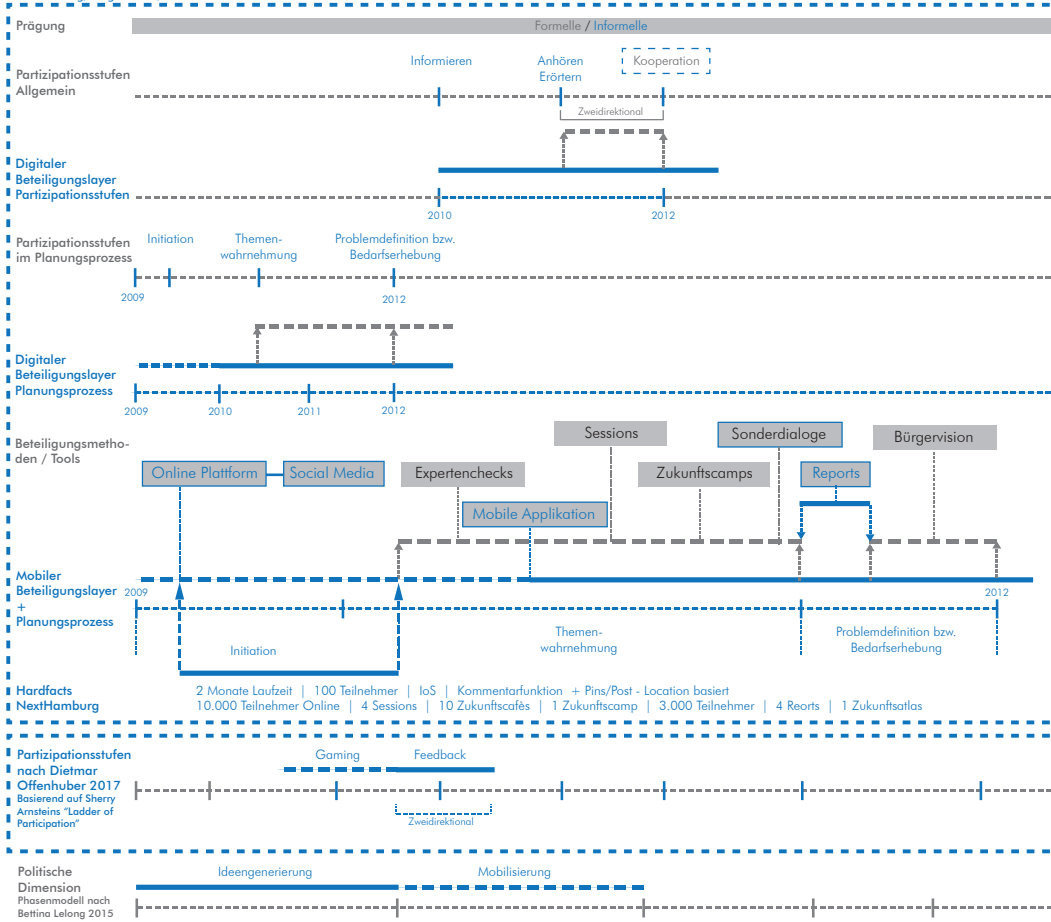 Prägung
Formelle / Informelle
Informieren
Anhören
Erörtern
Kooperation
Partizipationsstufen
Allgemein
Zweidirektional
Digitaler
Beteiligungslayer
Partizipationsstufen
2010
2012
Partizipationsstufen
im Planungsprozess
Initiation
Themen-
wahrnehmung
Problemdefinition bzw.
Bedarfserhebung
2009
2012
Digitaler
Beteiligungslayer
Planungsprozess
2009
2010
2011
2012
Beteiligungsmetho-
den / Tools
Sessions
Sonderdialoge
Bürgervision
Online Plattform
Social Media
Expertenchecks
Zukunftscamps
Reports
Mobile Applikation
Mobiler
Beteiligungslayer
+
Planungsprozess
2009
2012
Initiation
Themen-
wahrnehmung
Problemdefinition bzw.
Bedarfserhebung
Hardfacts
NextHamburg
2 Monate Laufzeit | 100 Teilnehmer | IoS | Kommentarfunktion + Pins/Post - Location basiert
10.000 Teilnehmer Online | 4 Sessions | 10 Zukunftscafès | 1 Zukunftscamp | 3.000 Teilnehmer | 4 Reorts | 1 Zukunftsatlas
Partizipationsstufen
nach Dietmar
Offenhuber 2017
Basierend auf Sherry
Arnsteins "Ladder of
Participation"
Gaming
Feedback
Zweidirektional
Politische
Dimension
Phasenmodell nach
Bettina Lelong 2015
Ideengenerierung
Mobilisierung